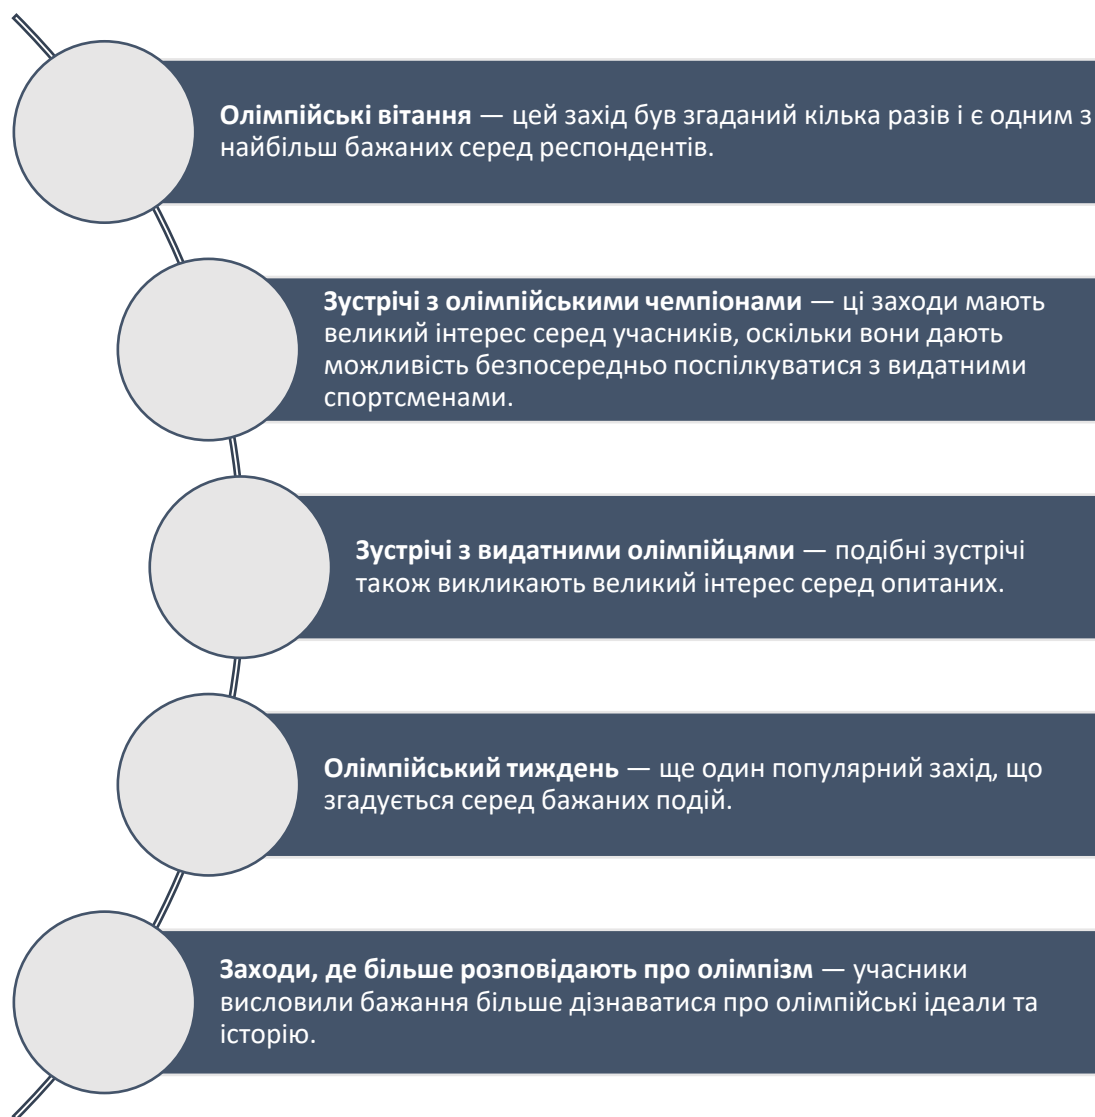 Олімпійські вітання — цей захід був згаданий кілька разів і є одним з
найбільш бажаних серед респондентів.
Зустрічі з олімпійськими чемпіонами — ці заходи мають
великий інтерес серед учасників, оскільки вони дають
можливість безпосередньо поспілкуватися з видатними
спортсменами.
Зустрічі з видатними олімпійцями — подібні зустрічі
також викликають великий інтерес серед опитаних.
Олімпійський тиждень — ще один популярний захід, що
згадується серед бажаних подій.
Заходи, де більше розповідають про олімпізм — учасники
висловили бажання більше дізнаватися про олімпійські ідеали та
історію.